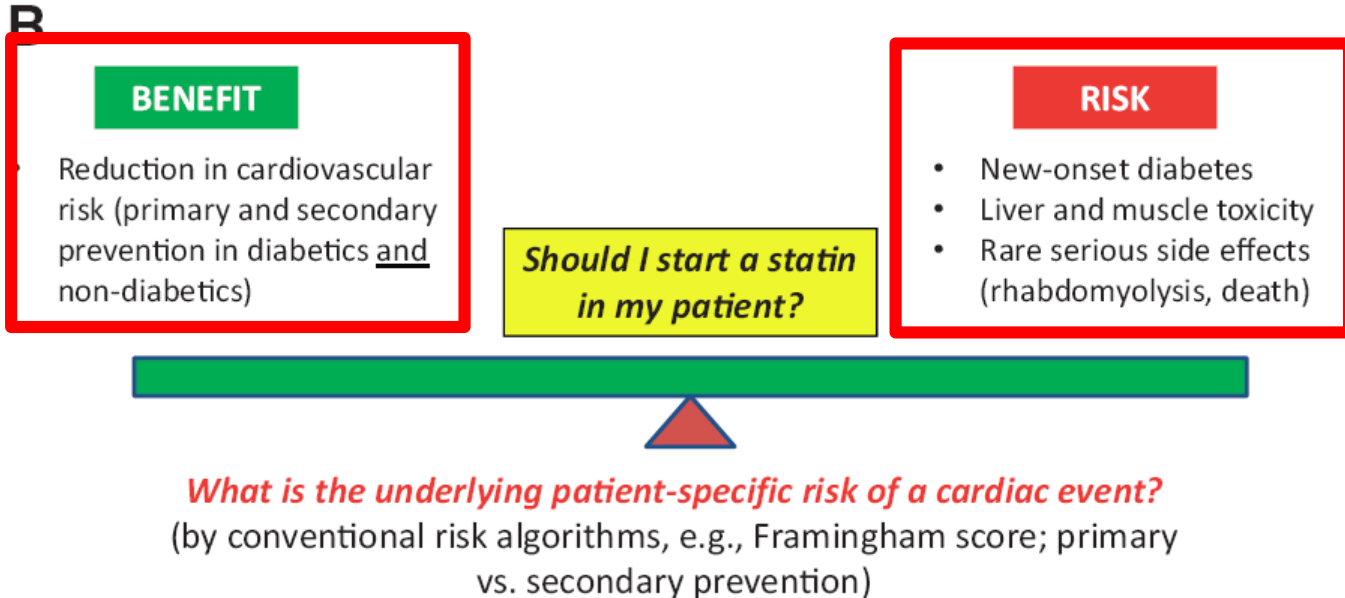 B
BENEFIT
• Reduction in cardiovascular
risk (primary and secondary
prevention in diabetics and
non-diabetics)
Should I start a statin
in my patient?
RISK
• New-onset diabetes
• Liver and muscle toxicity
• Rare serious side effects
(rhabdomyolysis, death)
What is the underlying patient-specific risk of a cardiac event?
(by conventional risk algorithms, e.g., Framingham score; primary
vs. secondary prevention)